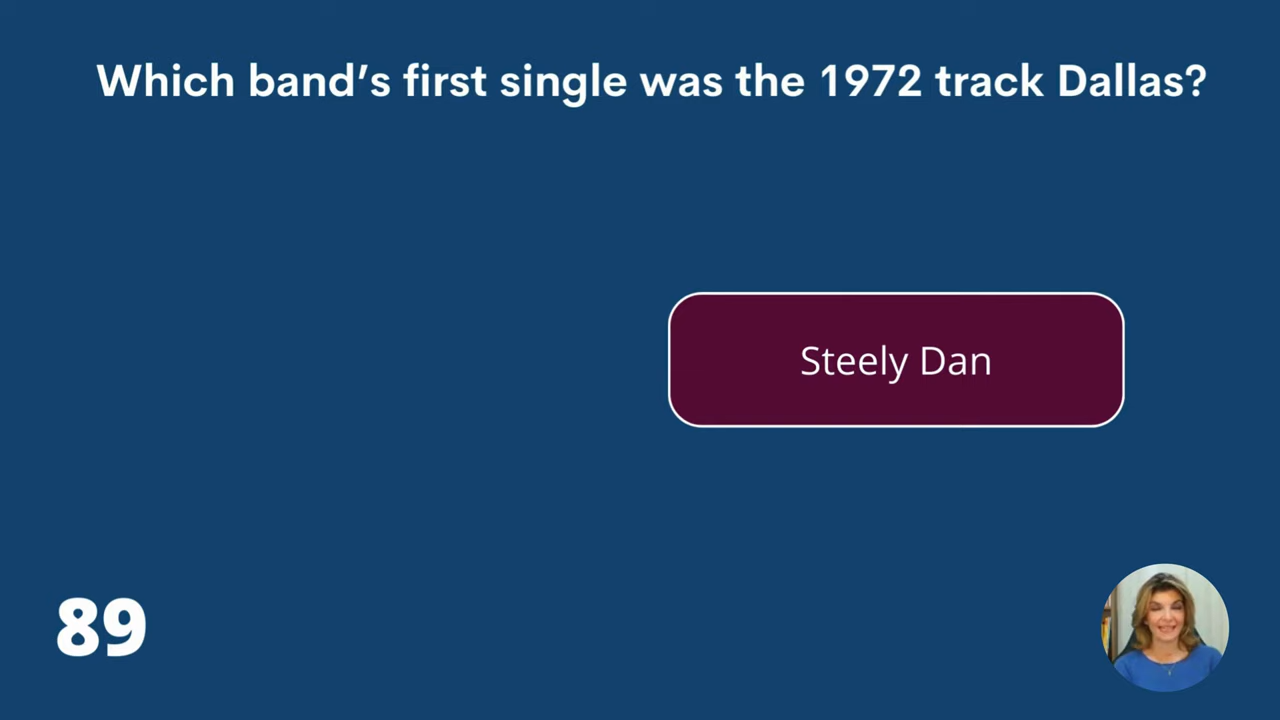 Which band’s first single was the 1972 track Dallas?
Steely Dan
89